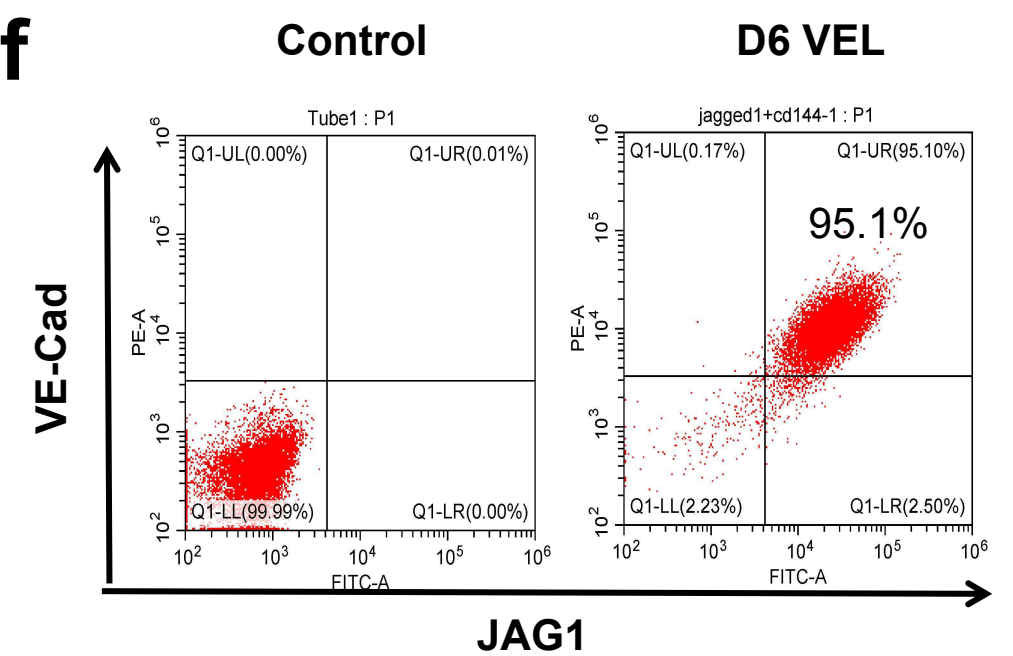 f
Control
D6 VEL
Tube1 : P1
Q1-UL(0.00%)
Q1-UR(0.01%)
Q1-LL(99.99%)
Q1-LR(0.00%)
10^6
10^5
10^4
10^3
10^2
PE-A
10^2 10^3 10^4 10^5 10^6
FITC-A
jagged1+cd144-1 : P1
Q1-UL(0.17%)
Q1-UR(95.10%)
95.1%
Q1-LL(2.23%)
Q1-LR(2.50%)
10^6
10^5
10^4
10^3
10^2
PE-A
10^2 10^3 10^4 10^5 10^6
FITC-A
VE-Cad
JAG1